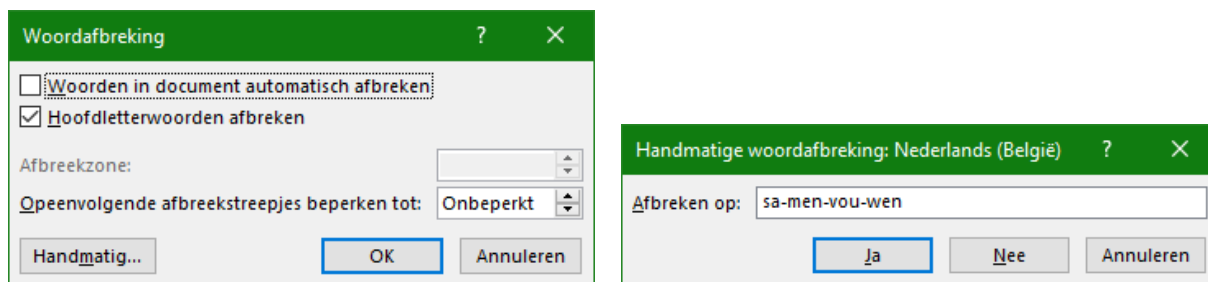 Woordafbreking ?
Woorden in document automatisch afbreken
Hoofdletterwoorden afbreken
Afbreekzone:
Opeenvolgende afbreekstreepjes beperken tot: Onbeperkt
Handmatig... OK Annuleren
Handmatige woordafbreking: Nederlands (België) ?
Afbreken op: sa-men-vou-wen
Ja Nee Annuleren